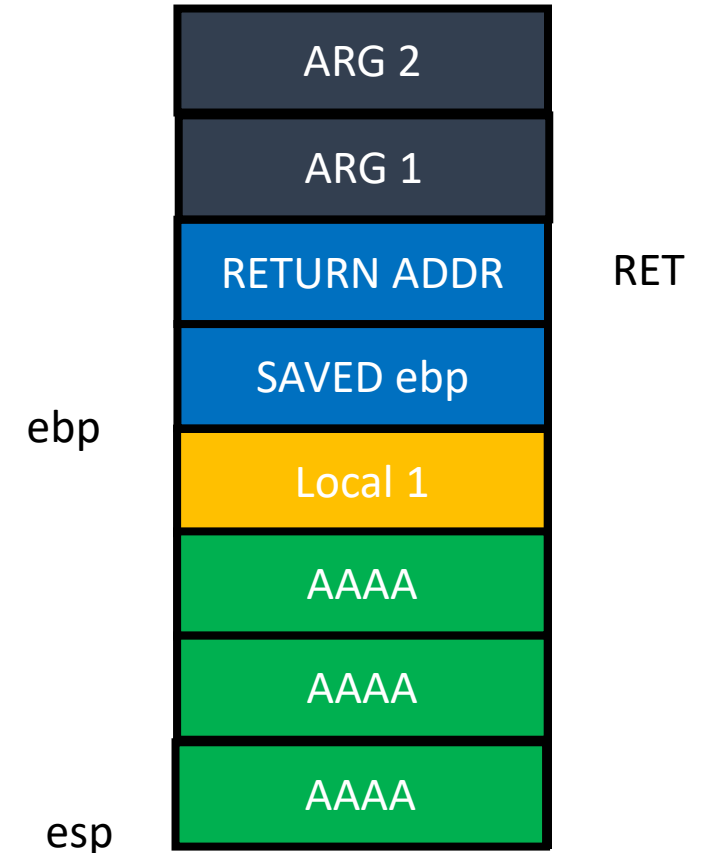 ARG 2
ARG 1
RETURN ADDR
RET
SAVED ebp
ebp
Local 1
AAAA
AAAA
AAAA
esp